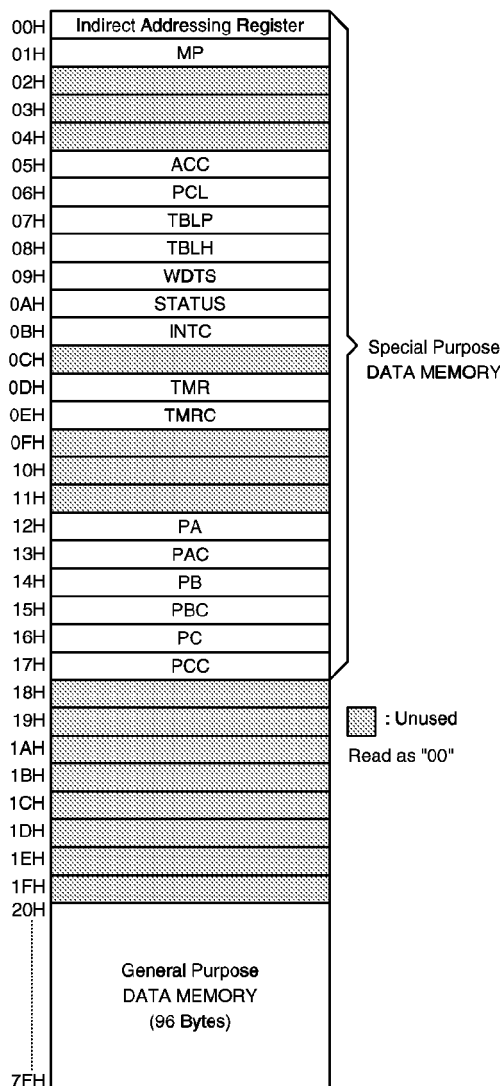 00H Indirect Addressing Register
01H MP
02H
03H
04H
05H ACC
06H PCL
07H TBLP
08H TBLH
09H WDTS
0AH STATUS
0BH INTC
0CH
0DH TMR
0EH TMRC
0FH
10H
11H
12H PA
13H PAC
14H PB
15H PBC
16H PC
17H PCC
18H
19H
1AH
1BH
1CH
1DH
1EH
1FH
20H
General Purpose
DATA MEMORY
(96 Bytes)
7FH
Special Purpose
DATA MEMORY
: Unused
Read as "00"